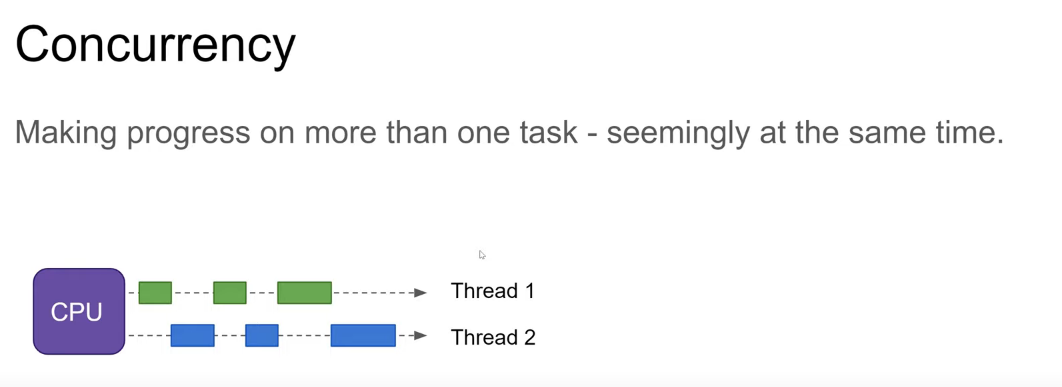 Concurrency
Making progress on more than one task - seemingly at the same time.
CPU
Thread 1
Thread 2